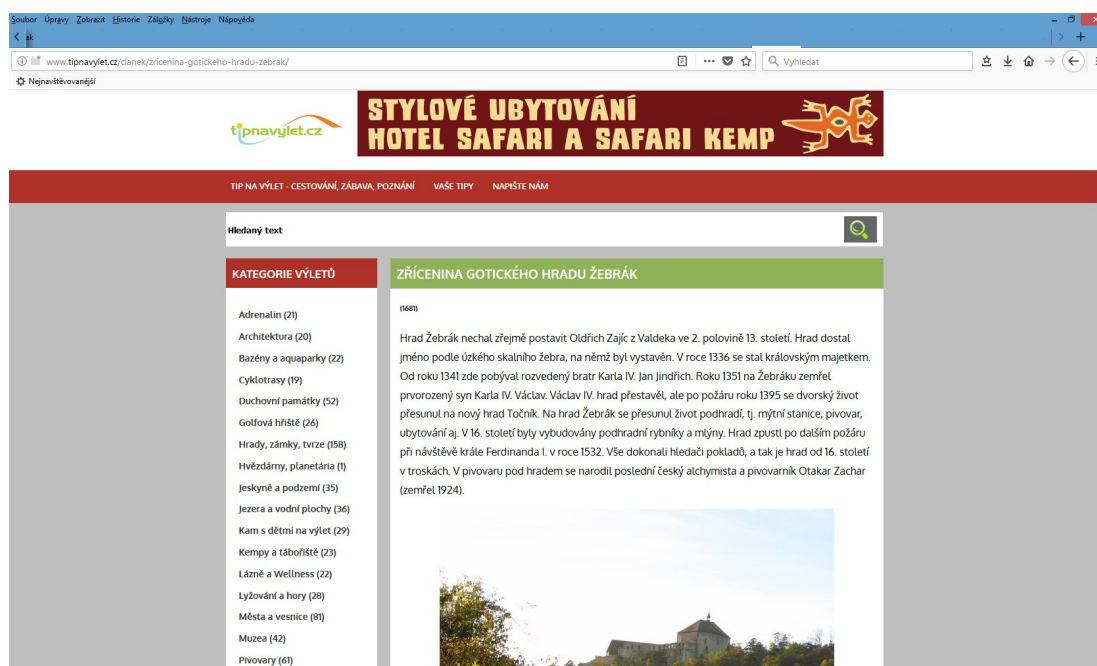 Soubor Úpravy Zobrazit Historie Záložky Nástroje Nápověda
www.tipnavylet.cz/clanek/zricenina-gotickeho-hradu-zebrak/
Vyhledat
Nejnavštěvovanější
tipnavylet.cz
STYLOVÉ UBYTOVÁNÍ
HOTEL SAFARI A SAFARI KEMP
TIP NA VÝLET - CESTOVÁNÍ, ZÁBAVA, POZNÁNÍ VAŠE TIPY NAPIŠTE NÁM
Hledaný text
KATEGORIE VÝLETŮ
Adrenalin (21)
Architektura (20)
Bazény a aquaparky (22)
Cyklotrasy (19)
Duchovní památky (52)
Golfová hřiště (26)
Hrady, zámky, tvrze (158)
Hvězdárny, planetária (1)
Jeskyně a podzemí (35)
Jezera a vodní plochy (36)
Kam s dětmi na výlet (29)
Kempy a tábořiště (23)
Lázně a Wellness (22)
Lyžování a hory (28)
Města a vesnice (81)
Muzea (42)
Pivovary (61)
ZŘÍCENINA GOTICKÉHO HRADU ŽEBRÁK
(1681)
Hrad Žebrák nechal zřejmě postavit Oldřich Zajíc z Valdeka ve 2. polovině 13. století. Hrad dostal
jméno podle úzkého skalního žebra, na němž byl vystavěn. V roce 1336 se stal královským majetkem.
Od roku 1341 zde pobýval rozvedený bratr Karla IV. Jan Jindřich. Roku 1351 na Žebráku zemřel
prvorozený syn Karla IV. Václav. Václav IV. hrad přestavěl, ale po požáru roku 1395 se dvorský život
přesunul na nový hrad Točník. Na hrad Žebrák se přesunul život podhradí, tj. mýtní stanice, pivovar,
ubytování aj. V 16. století byly vybudovány podhradní rybníky a mlýny. Hrad zpustl po dalším požáru
při návštěvě krále Ferdinanda I. v roce 1532. Vše dokonali hledači pokladů, a tak je hrad od 16. století
v troskách. V pivovaru pod hradem se narodil poslední český alchymista a pivovarník Otakar Zachar
(zemřel 1924).